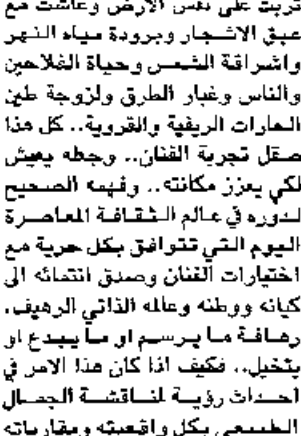 تربت على نفس الأرض وعاشت مع
عبق الاشجار وبرودة مياه النهر
واشراقة الشمس وحياة الفلاحين
والناس وغبار الطرق ولزوجة طين
الحارات الريفية والقروية.. كل هذا
صقل تجربة الفنان.. وجعله يعيش
لكي يعزز مكانته.. وفهمه الصحيح
لدوره في عالم الثقافة المعاصرة
اليوم التي تتوافق بكل حرية مع
اختيارات الفنان وصدق انتمائه الى
كيانه ووطنه وعالمه الذاتي الرهيف.
رهافة ما يرسم او ما يبدع او
يتخيل.. فكيف اذا كان هذا الامر في
احداث رؤية لمناقشة الجمال
الطبيعي بكل واقعيته ومقارباته